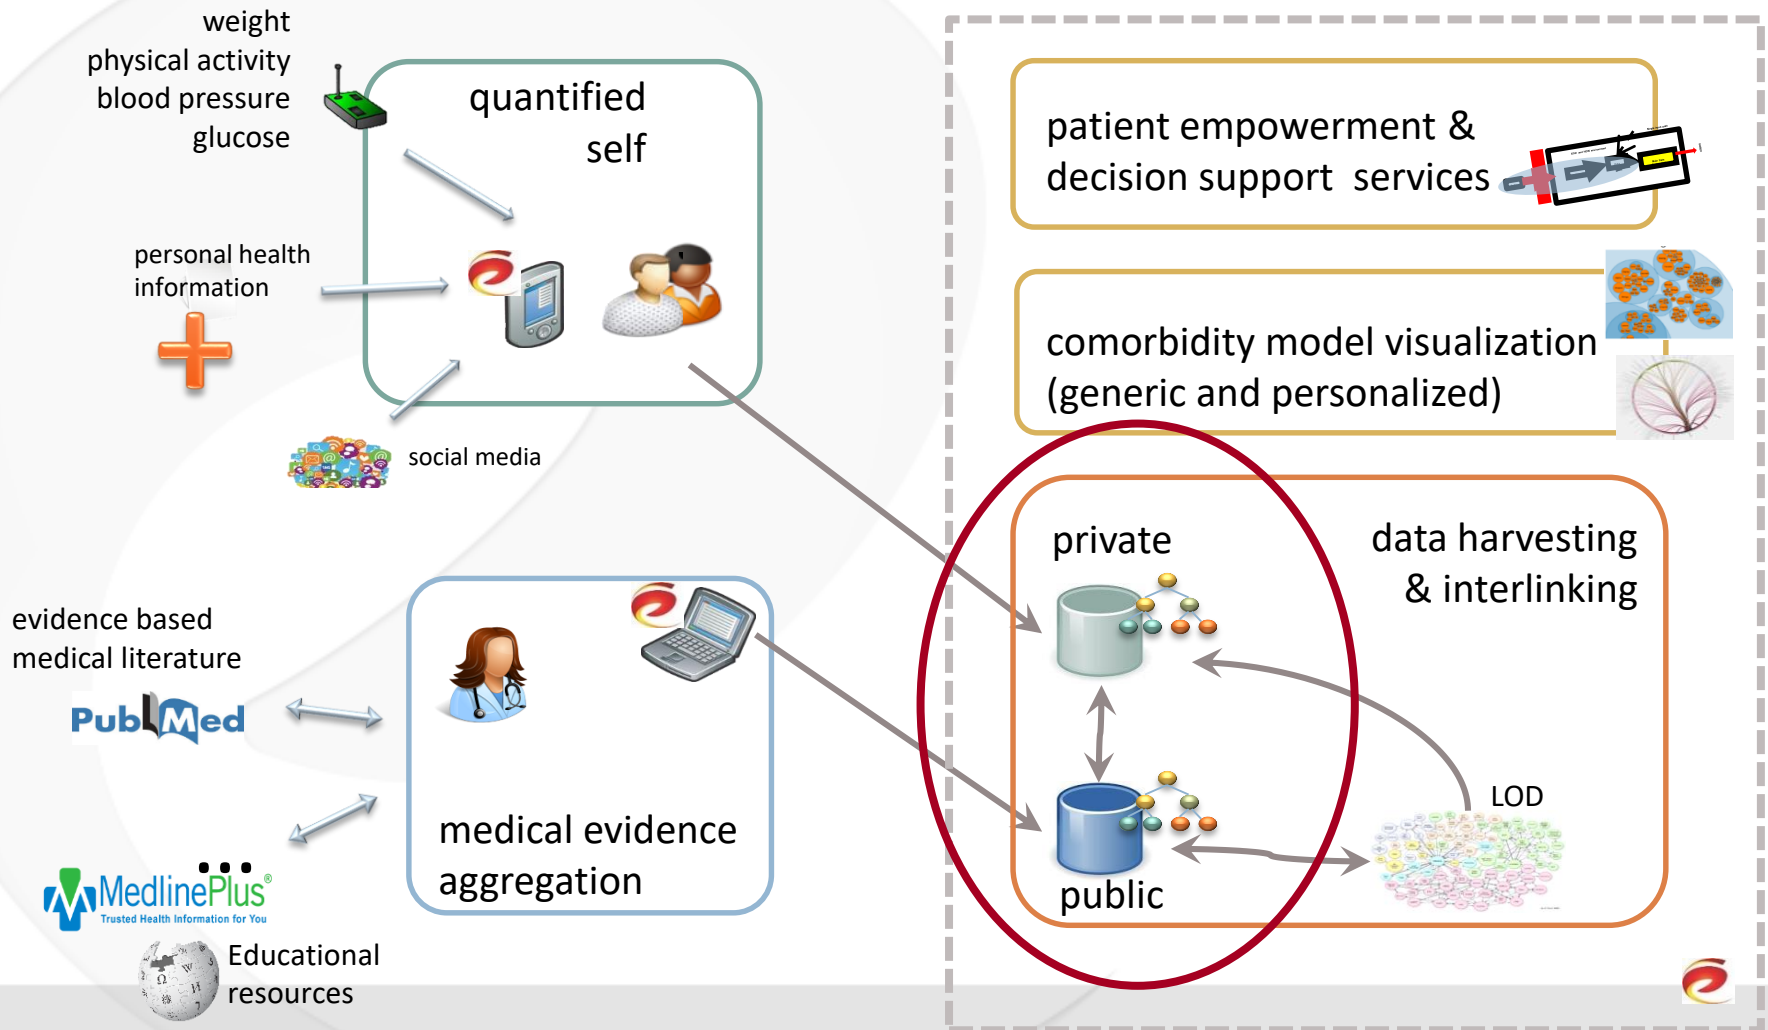 weight
physical activity
blood pressure
glucose
quantified
self
personal health
information
social media
evidence based
medical literature
PubMed
medical evidence
aggregation
...
MedlinePlus®
Trusted Health Information for You
Educational
resources
patient empowerment &
decision support services
comorbidity model visualization
(generic and personalized)
private
data harvesting
& interlinking
LOD
public